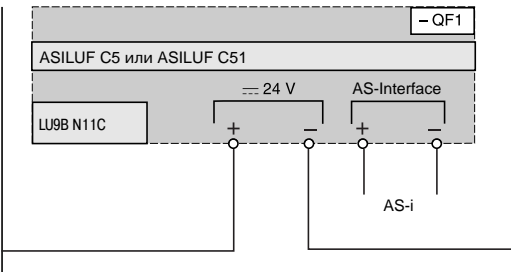 – QF1
ASILUF C5 или ASILUF C51
24 V AS-Interface
LU9B N11C
+ – + –
AS-i